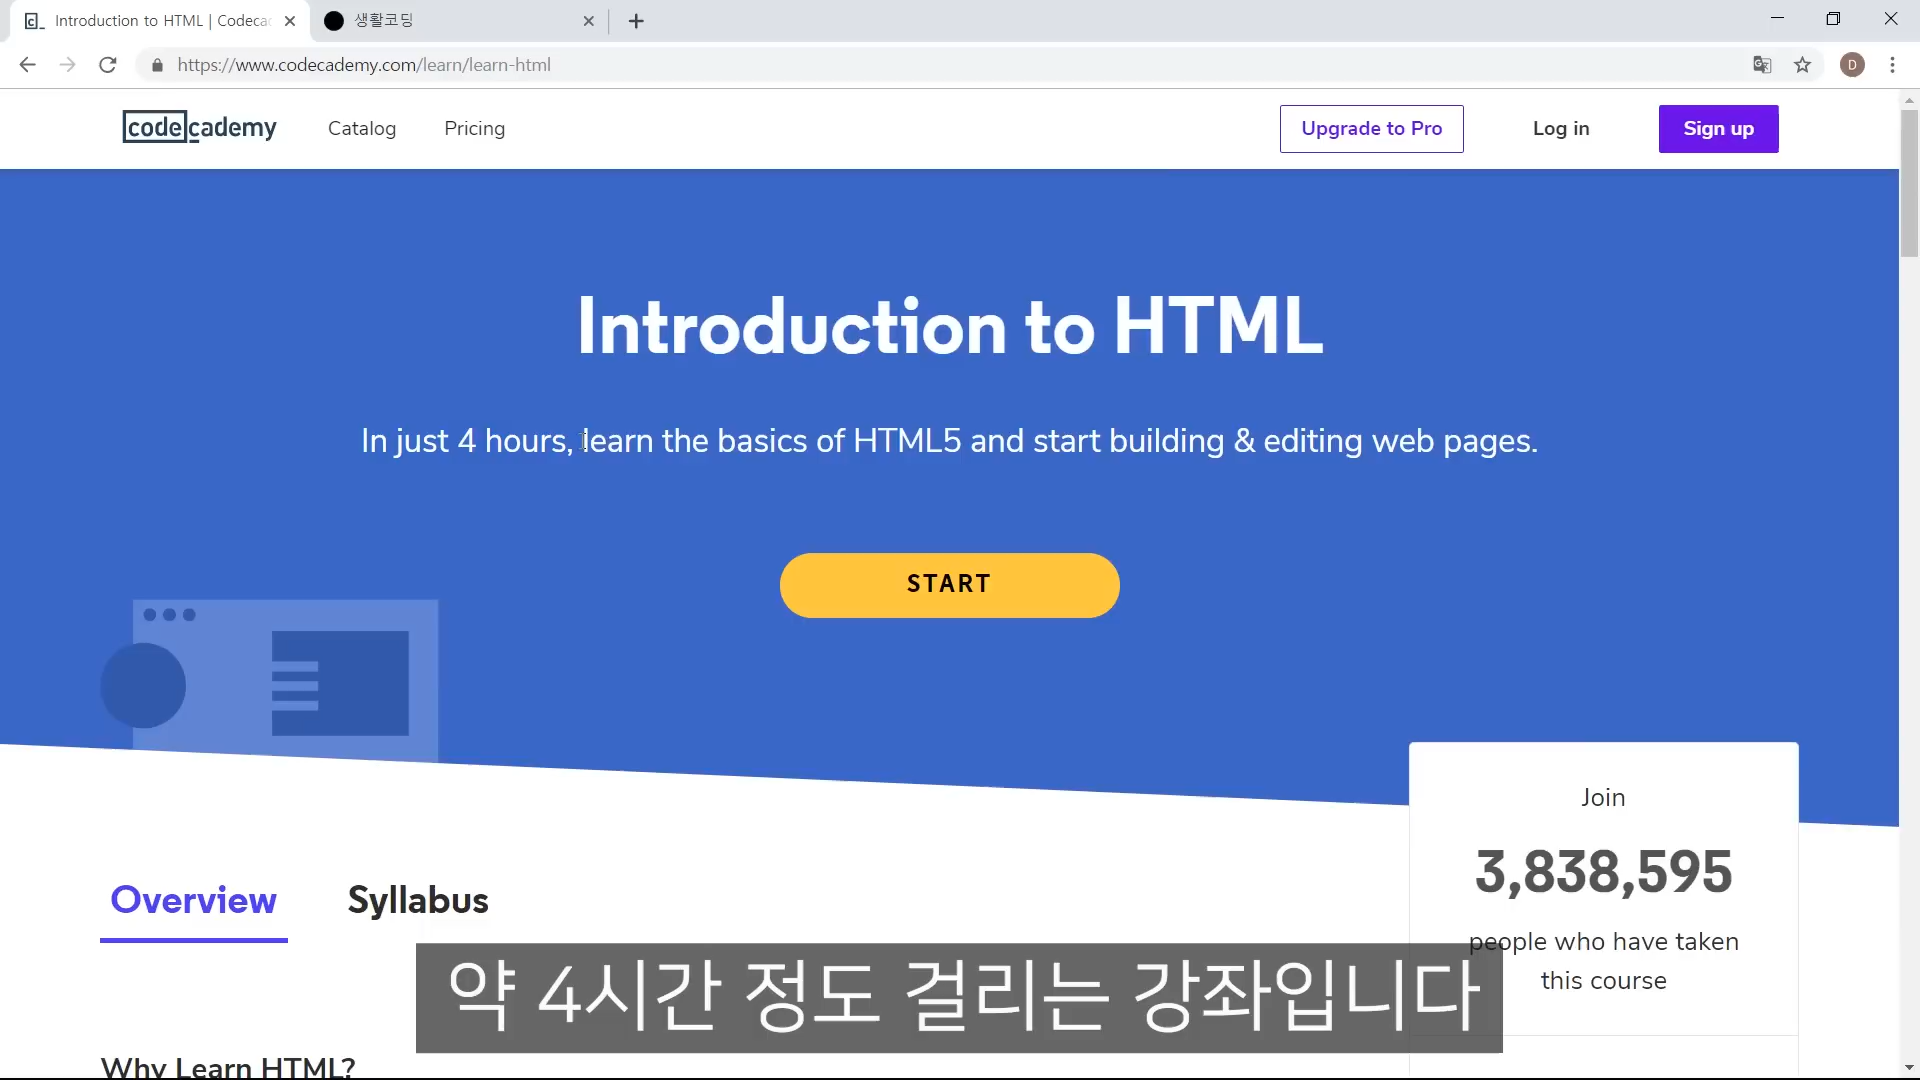 Introduction to HTML | Codeca
생활코딩
https://www.codecademy.com/learn/learn-html
D
codecademy
Catalog
Pricing
Upgrade to Pro
Log in
Sign up
Introduction to HTML
In just 4 hours, learn the basics of HTML5 and start building & editing web pages.
START
Join
3,838,595
people who have taken
this course
Overview
Syllabus
약 4시간 정도 걸리는 강좌입니다
Why Learn HTML?